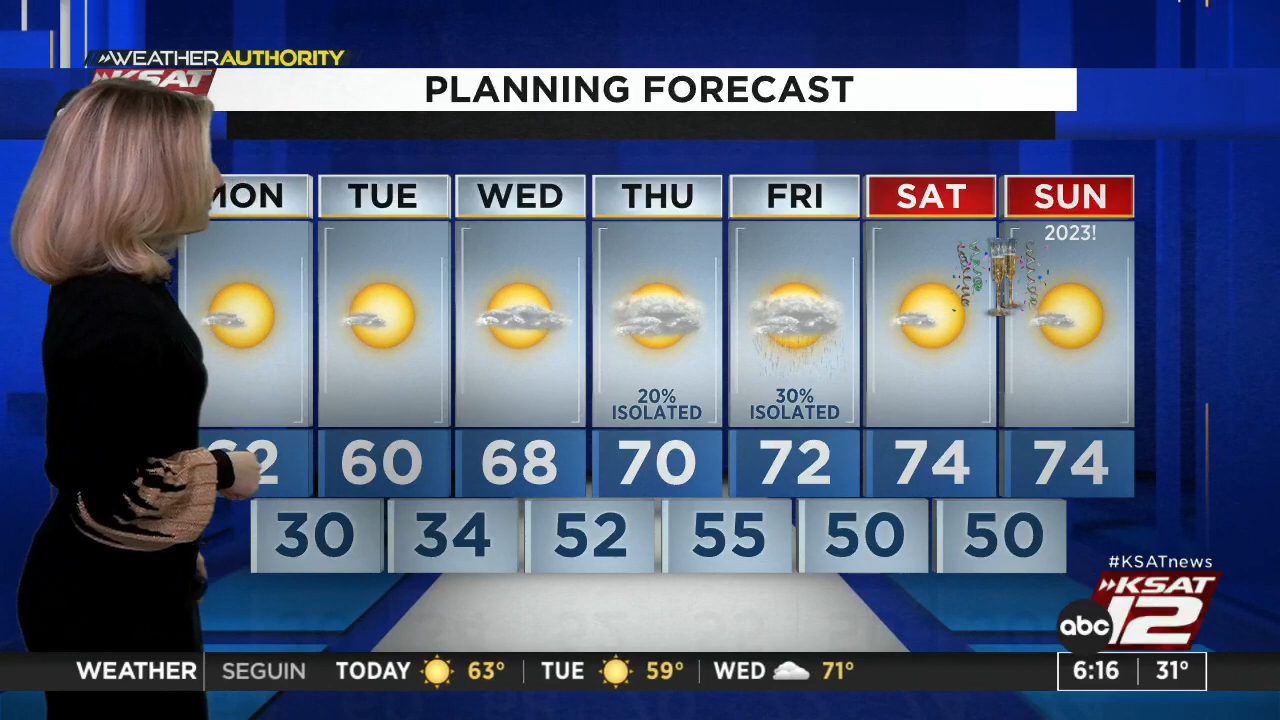 WEATHERAUTHORITY
KSAT
PLANNING FORECAST
MON TUE WED THU FRI SAT SUN
2023!
20% ISOLATED
30% ISOLATED
62 60 68 70 72 74 74
30 34 52 55 50 50
#KSATnews
KSAT
abc 12
WEATHER SEGUIN TODAY 63° TUE 59° WED 71° 6:16 31°